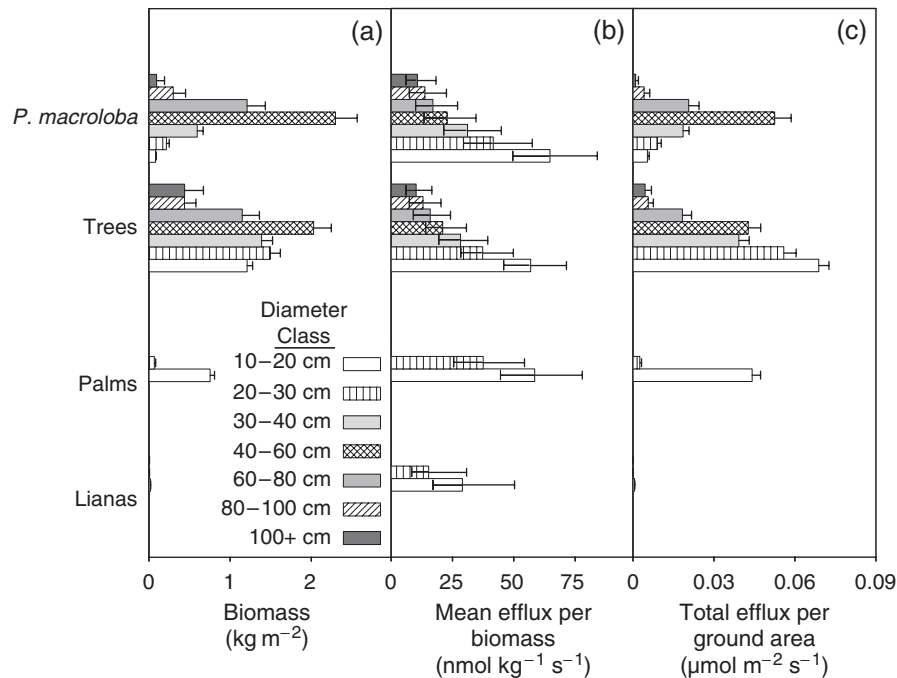 (a) (b) (c)
P. macroloba
Trees
Palms
Lianas
Diameter
Class
10–20 cm
20–30 cm
30–40 cm
40–60 cm
60–80 cm
80–100 cm
100+ cm
0 1 2 0 25 50 75 0 0.03 0.06 0.09
Biomass
(kg m⁻²)
Mean efflux per
biomass
(nmol kg⁻¹ s⁻¹)
Total efflux per
ground area
(μmol m⁻² s⁻¹)